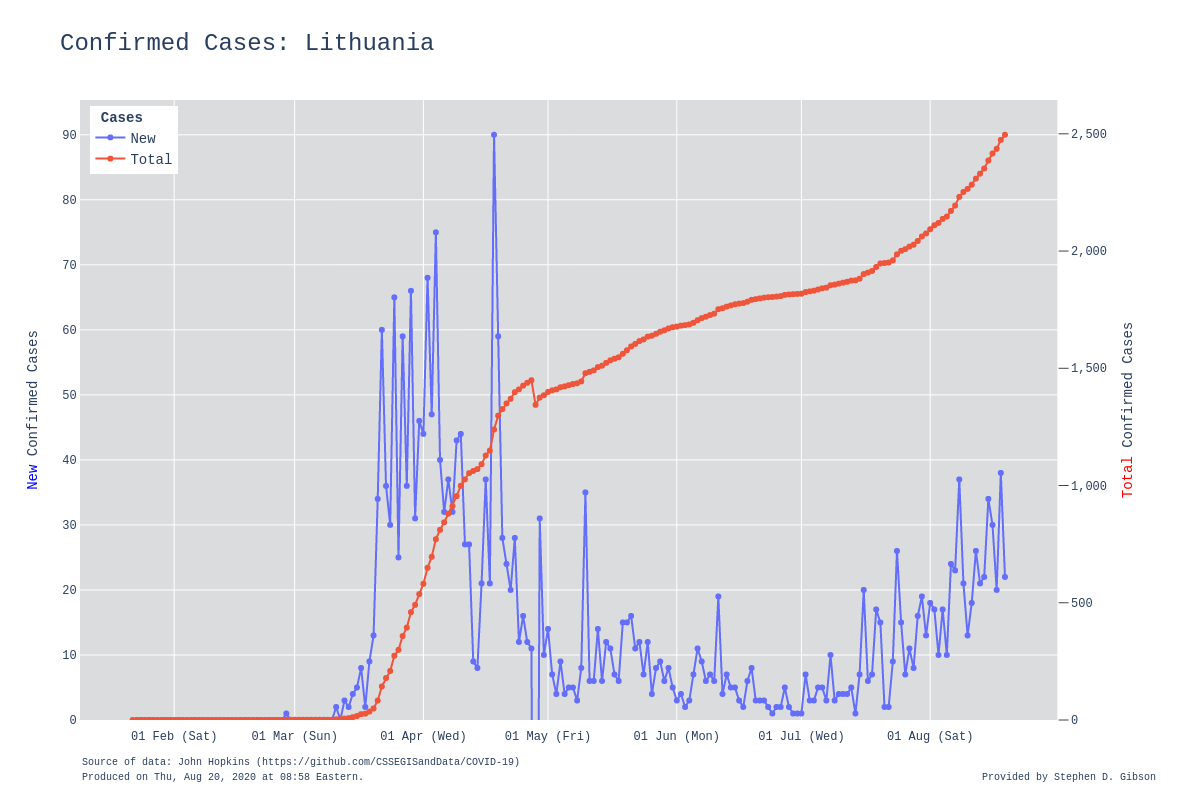 Confirmed Cases: Lithuania
Cases
New
Total
90
80
70
60
50
40
30
20
10
0
New Confirmed Cases
2,500
2,000
1,500
1,000
500
0
Total Confirmed Cases
01 Feb (Sat)
01 Mar (Sun)
01 Apr (Wed)
01 May (Fri)
01 Jun (Mon)
01 Jul (Wed)
01 Aug (Sat)
Source of data: John Hopkins (https://github.com/CSSEGISandData/COVID-19)
Produced on Thu, Aug 20, 2020 at 08:58 Eastern.
Provided by Stephen D. Gibson